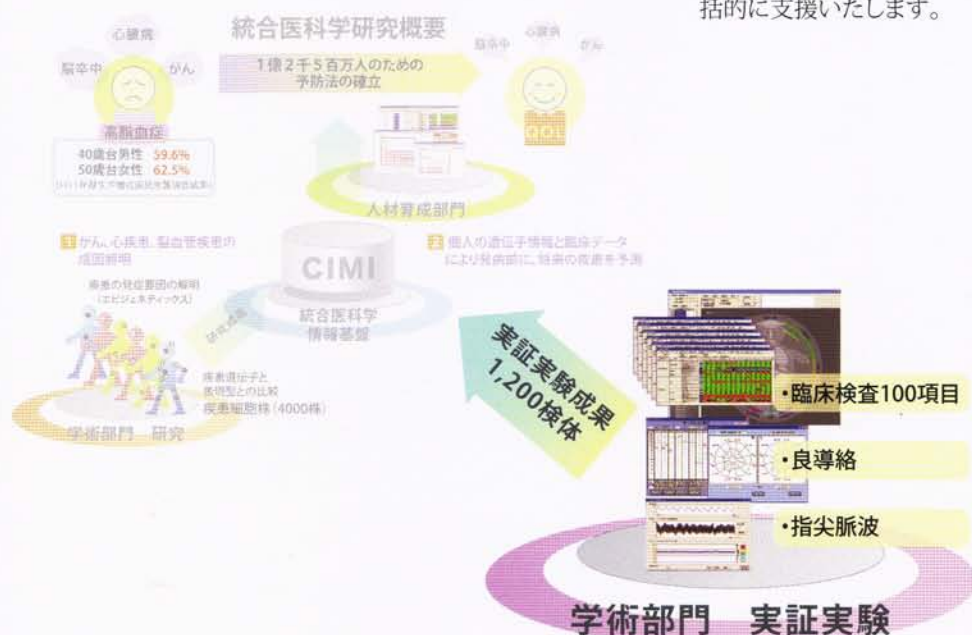 括的に支援いたします。
統合医科学研究概要
心臓病
脳卒中
がん
1億2千5百万人のための
予防法の確立
心臓病
脳卒中
がん
高脂血症
40歳台男性 59.6%
50歳台女性 62.5%
QOL
人材育成部門
1 がん、心疾患、脳血管疾患の
成因解明
2 個人の遺伝子情報と臨床データ
により発病前に、将来の疾患を予測
CIMI
統合医科学
情報基盤
疾患の発症要因の解明
(エピジェネティックス)
研究成果
疾患遺伝子と
表現型との比較
疾患細胞株(4000株)
学術部門 研究
実証実験成果
1,200検体
・臨床検査100項目
・良導絡
・指尖脈波
学術部門 実証実験